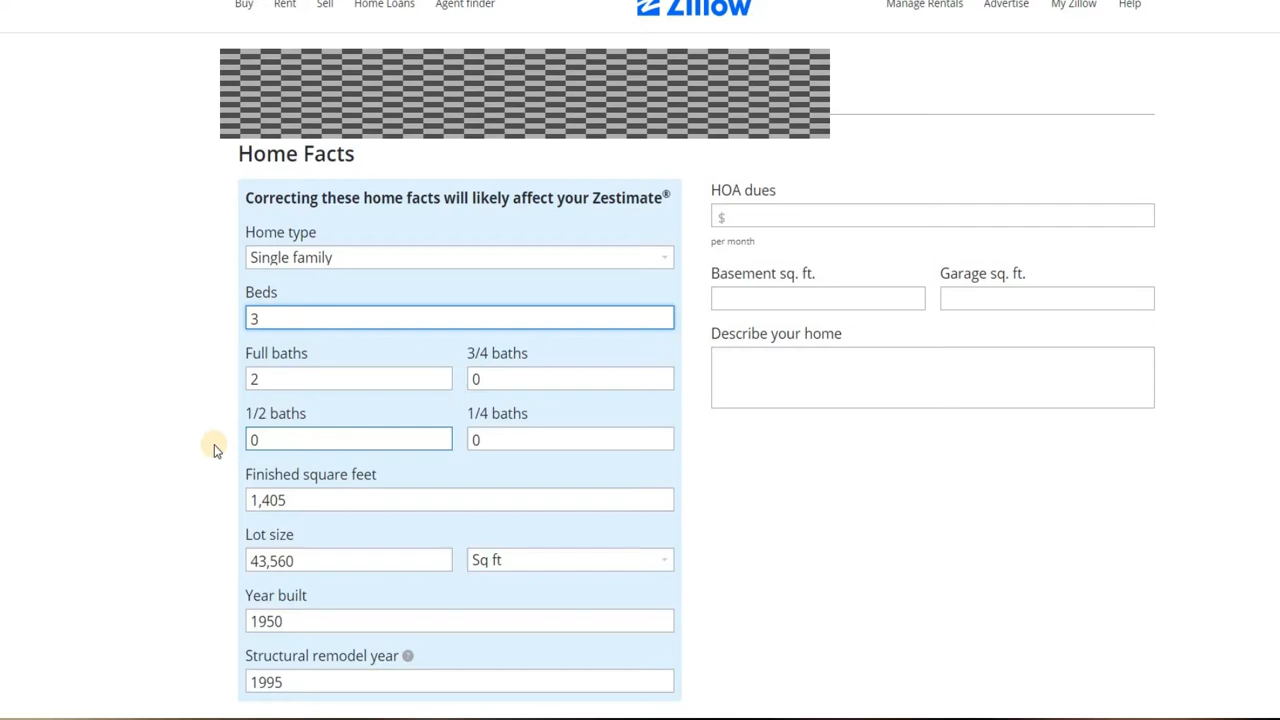 Buy Rent Sell Home Loans Agent finder Zillow Manage Rentals Advertise My Zillow Help
Home Facts
Correcting these home facts will likely affect your Zestimate®
Home type
Single family
Beds
3
Full baths 3/4 baths
2 0
1/2 baths 1/4 baths
0 0
Finished square feet
1,405
Lot size
43,560 Sq ft
Year built
1950
Structural remodel year ?
1995
HOA dues
$
per month
Basement sq. ft. Garage sq. ft.
Describe your home